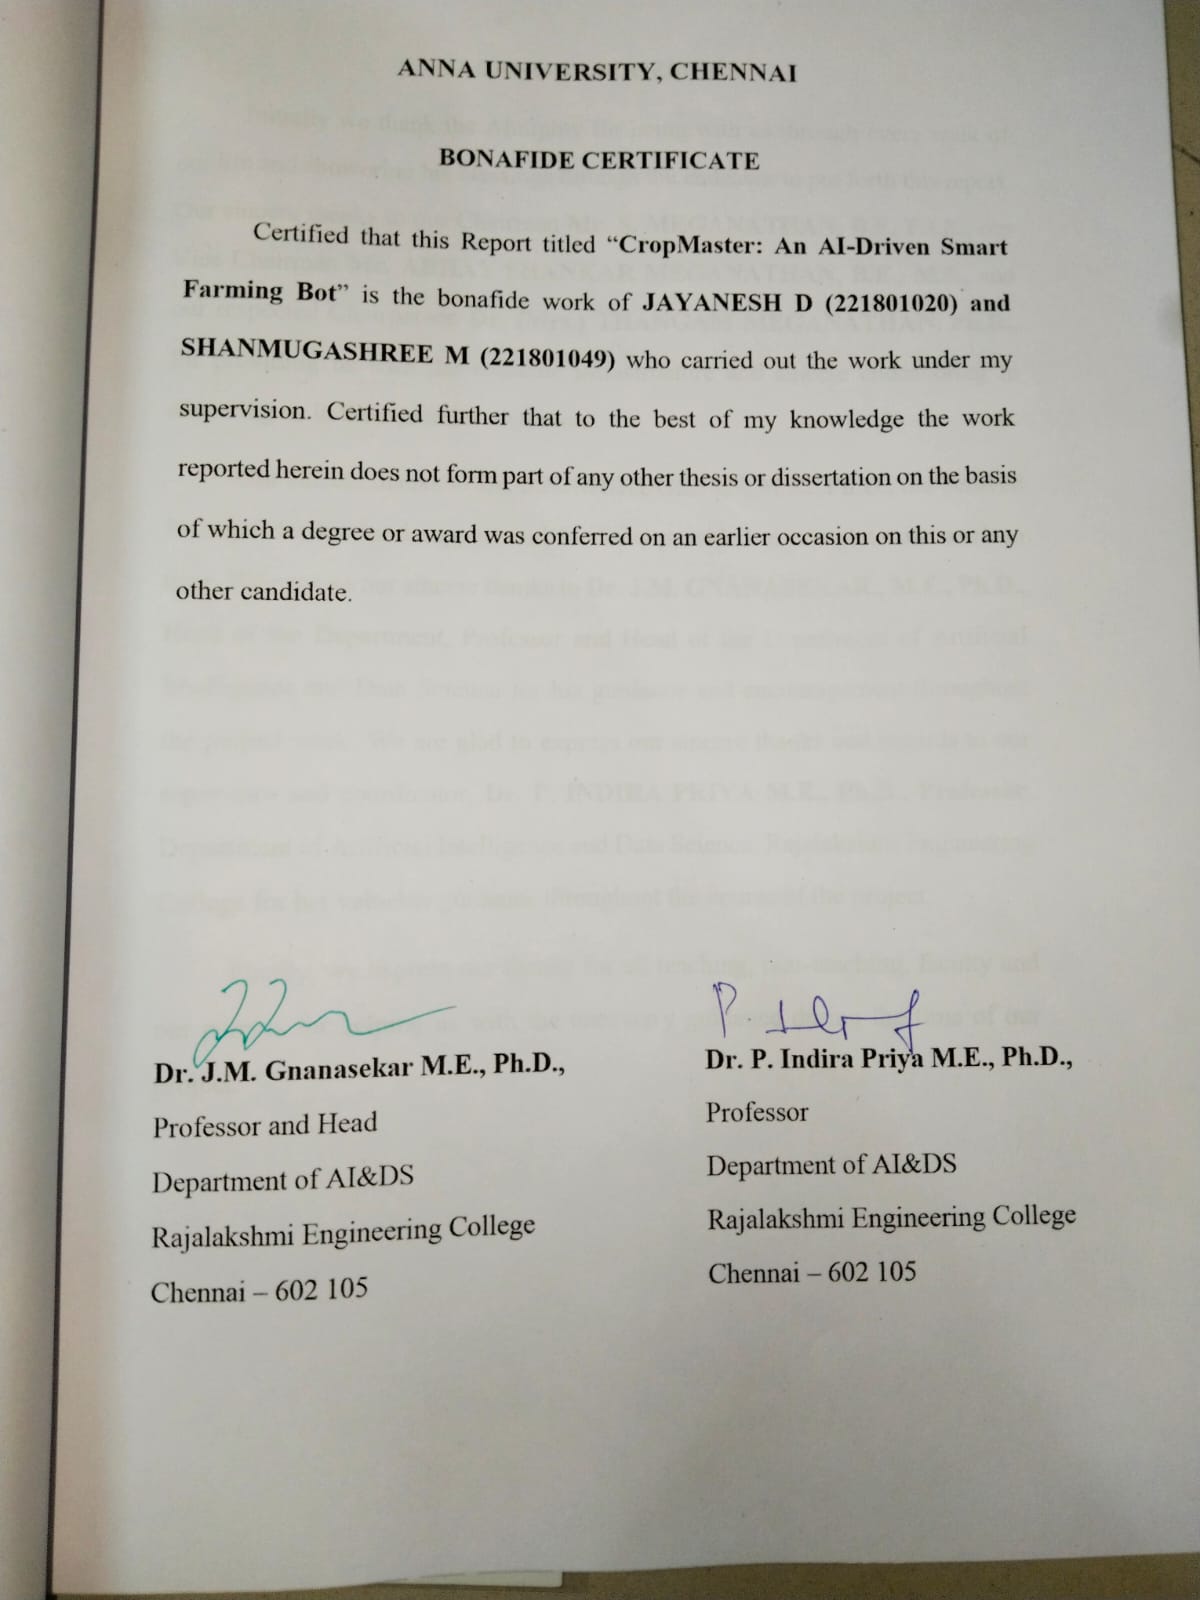 ANNA UNIVERSITY, CHENNAI
BONAFIDE CERTIFICATE
Certified that this Report titled “CropMaster: An AI-Driven Smart
Farming Bot” is the bonafide work of JAYANESH D (221801020) and
SHANMUGASHREE M (221801049) who carried out the work under my
supervision. Certified further that to the best of my knowledge the work
reported herein does not form part of any other thesis or dissertation on the basis
of which a degree or award was conferred on an earlier occasion on this or any
other candidate.
Dr. J.M. Gnanasekar M.E., Ph.D.,
Professor and Head
Department of AI&DS
Rajalakshmi Engineering College
Chennai – 602 105
Dr. P. Indira Priya M.E., Ph.D.,
Professor
Department of AI&DS
Rajalakshmi Engineering College
Chennai – 602 105